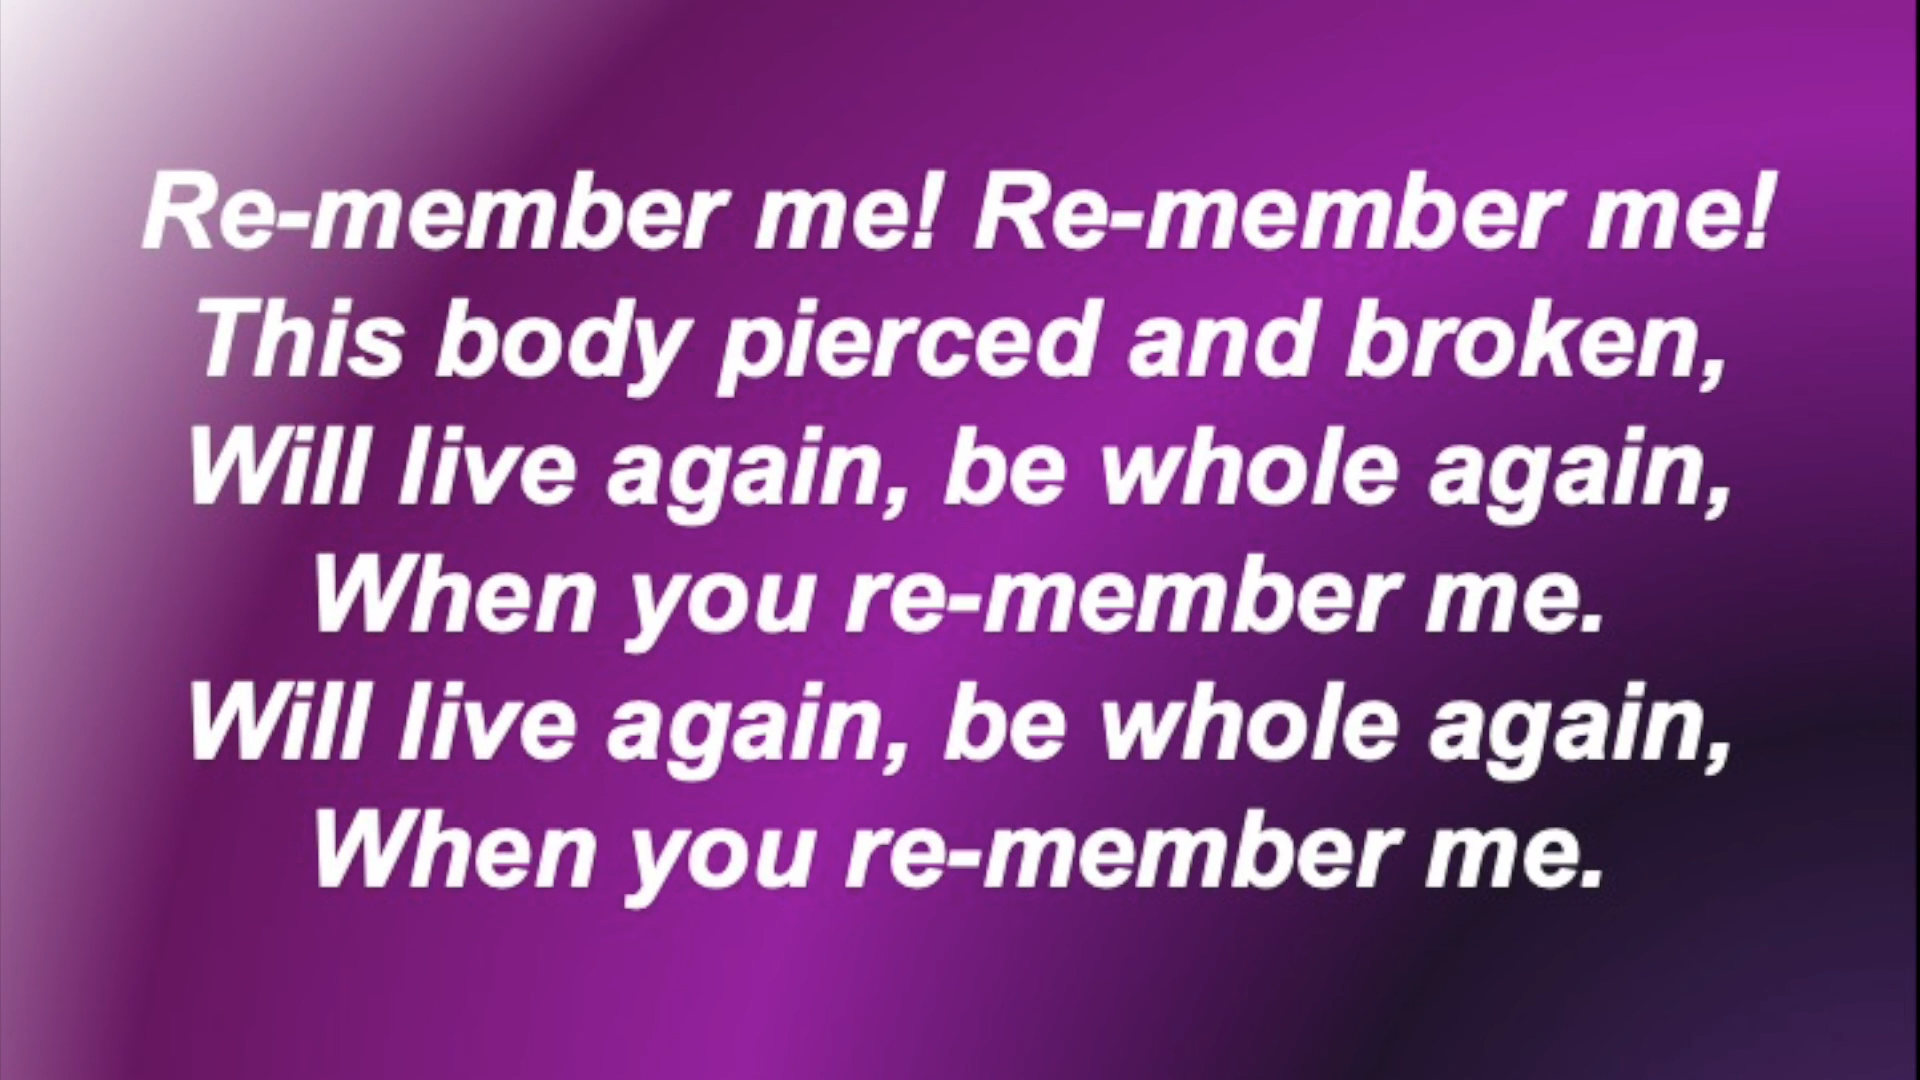 Re-member me! Re-member me!
This body pierced and broken,
Will live again, be whole again,
When you re-member me.
Will live again, be whole again,
When you re-member me.